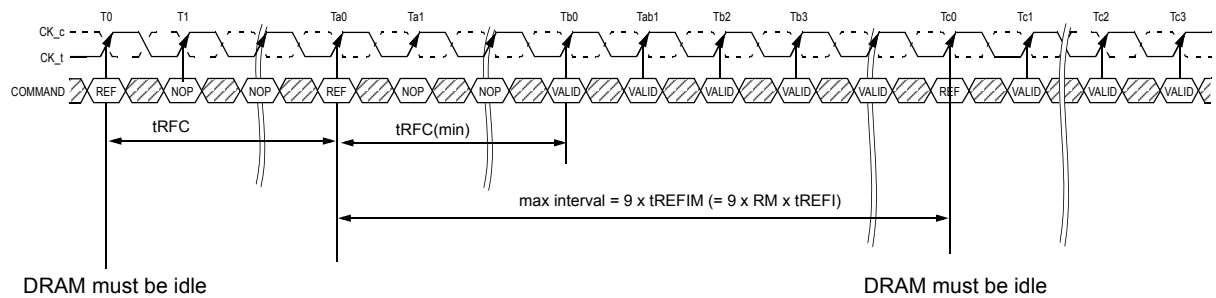 T0 T1 Ta0 Ta1 Tb0 Tab1 Tb2 Tb3 Tc0 Tc1 Tc2 Tc3
CK_c
CK_t
COMMAND REF NOP NOP REF NOP NOP VALID VALID VALID VALID VALID REF VALID VALID VALID
tRFC tRFC(min)
max interval = 9 x tREFIM (= 9 x RM x tREFI)
DRAM must be idle DRAM must be idle